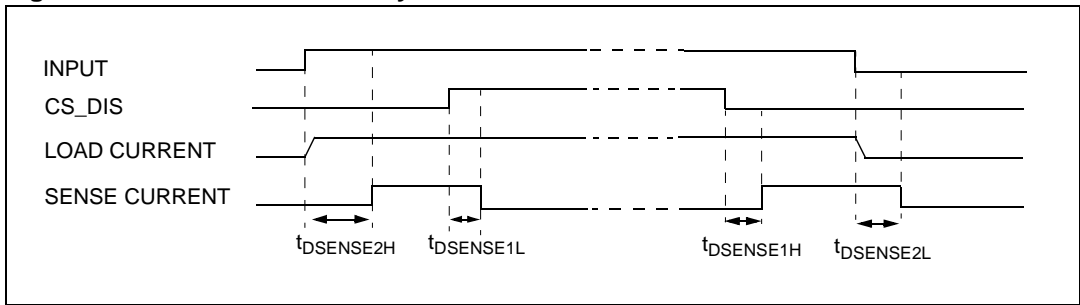 INPUT
CS_DIS
LOAD CURRENT
SENSE CURRENT
tDSENSE2H tDSENSE1L tDSENSE1H tDSENSE2L